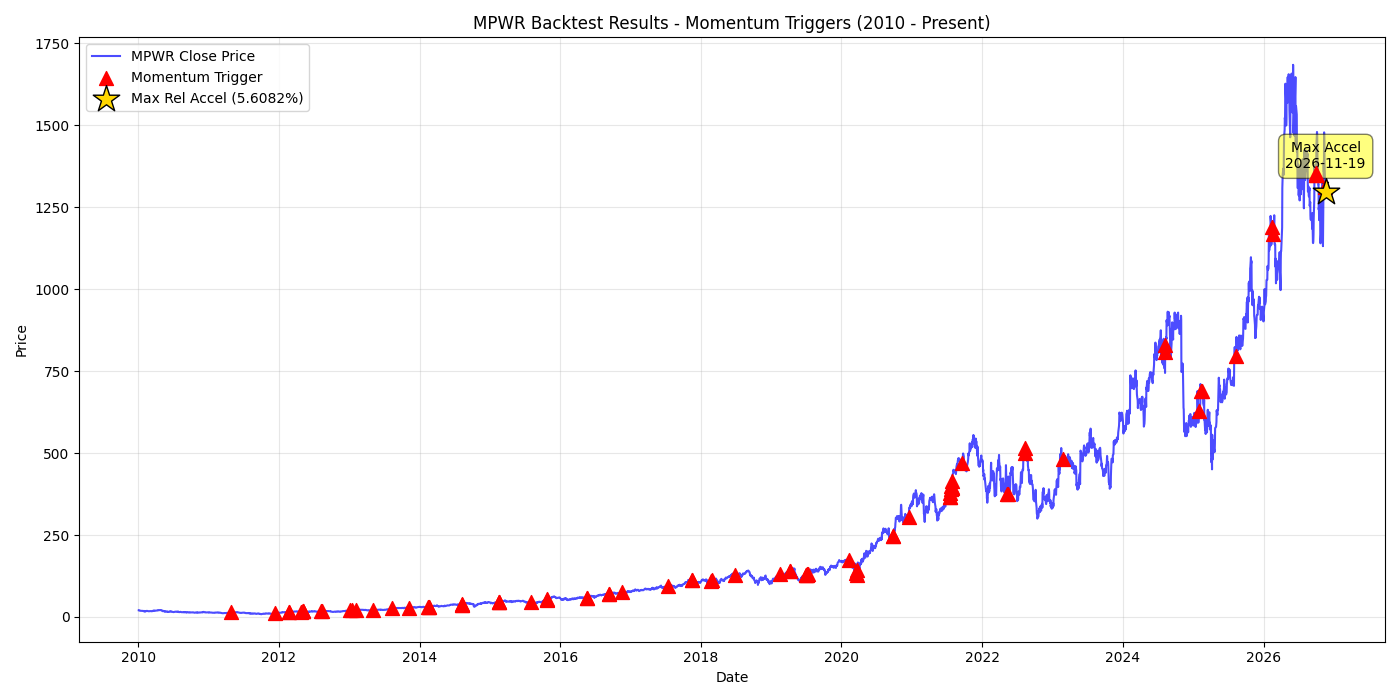 MPWR Backtest Results - Momentum Triggers (2010 - Present)
MPWR Close Price
Momentum Trigger
Max Rel Accel (5.6082%)
Max Accel
2026-11-19
Price
1750
1500
1250
1000
750
500
250
0
2010 2012 2014 2016 2018 2020 2022 2024 2026
Date